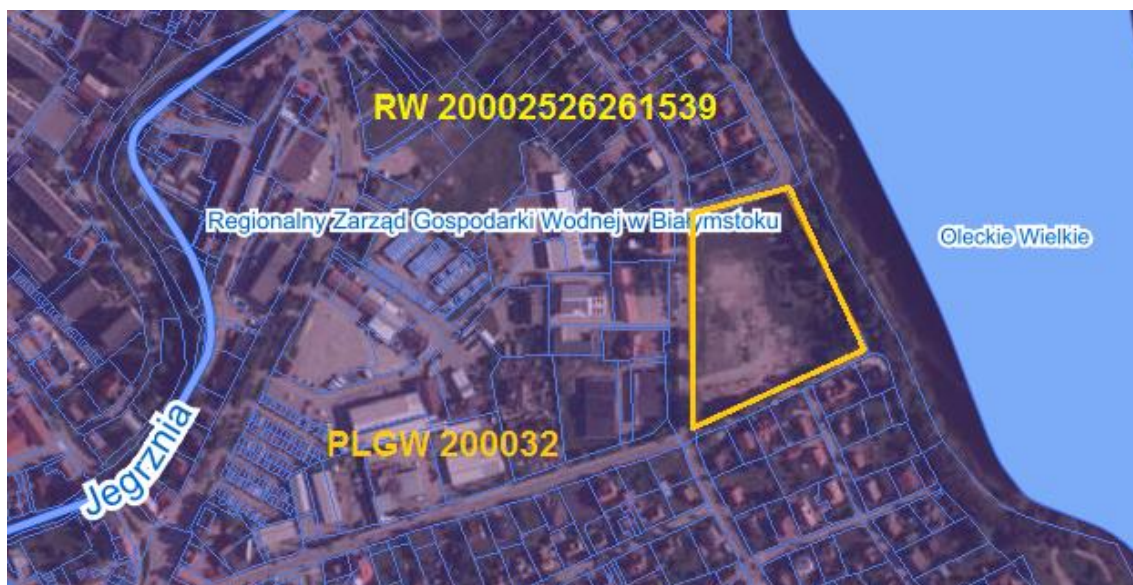 RW 20002526261539
Regionalny Zarząd Gospodarki Wodnej w Białymstoku
Oleckie Wielkie
PLGW 200032
Jegrznia